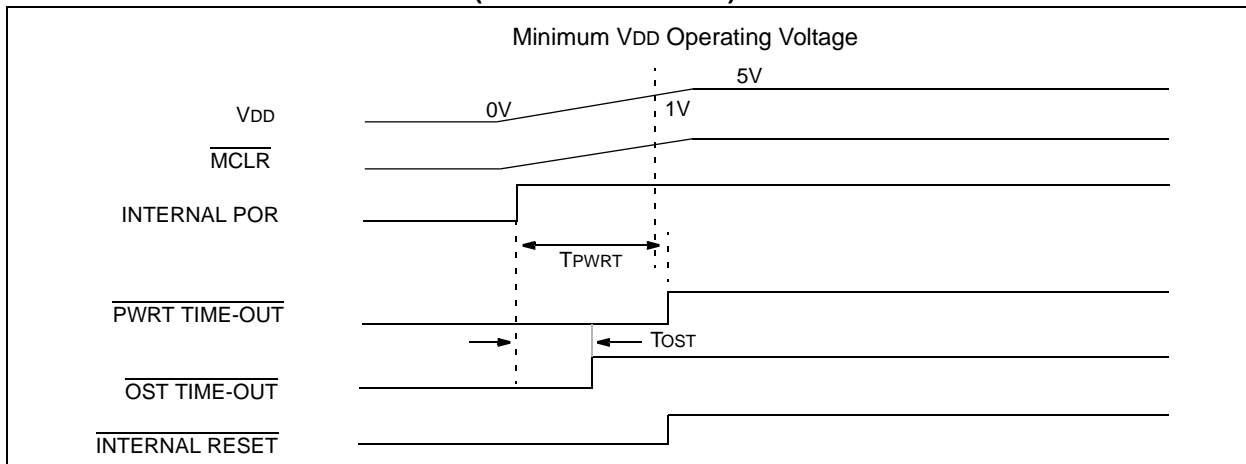 Minimum VDD Operating Voltage
5V
VDD
0V
1V
MCLR
INTERNAL POR
TPWRT
PWRT TIME-OUT
TOST
OST TIME-OUT
INTERNAL RESET